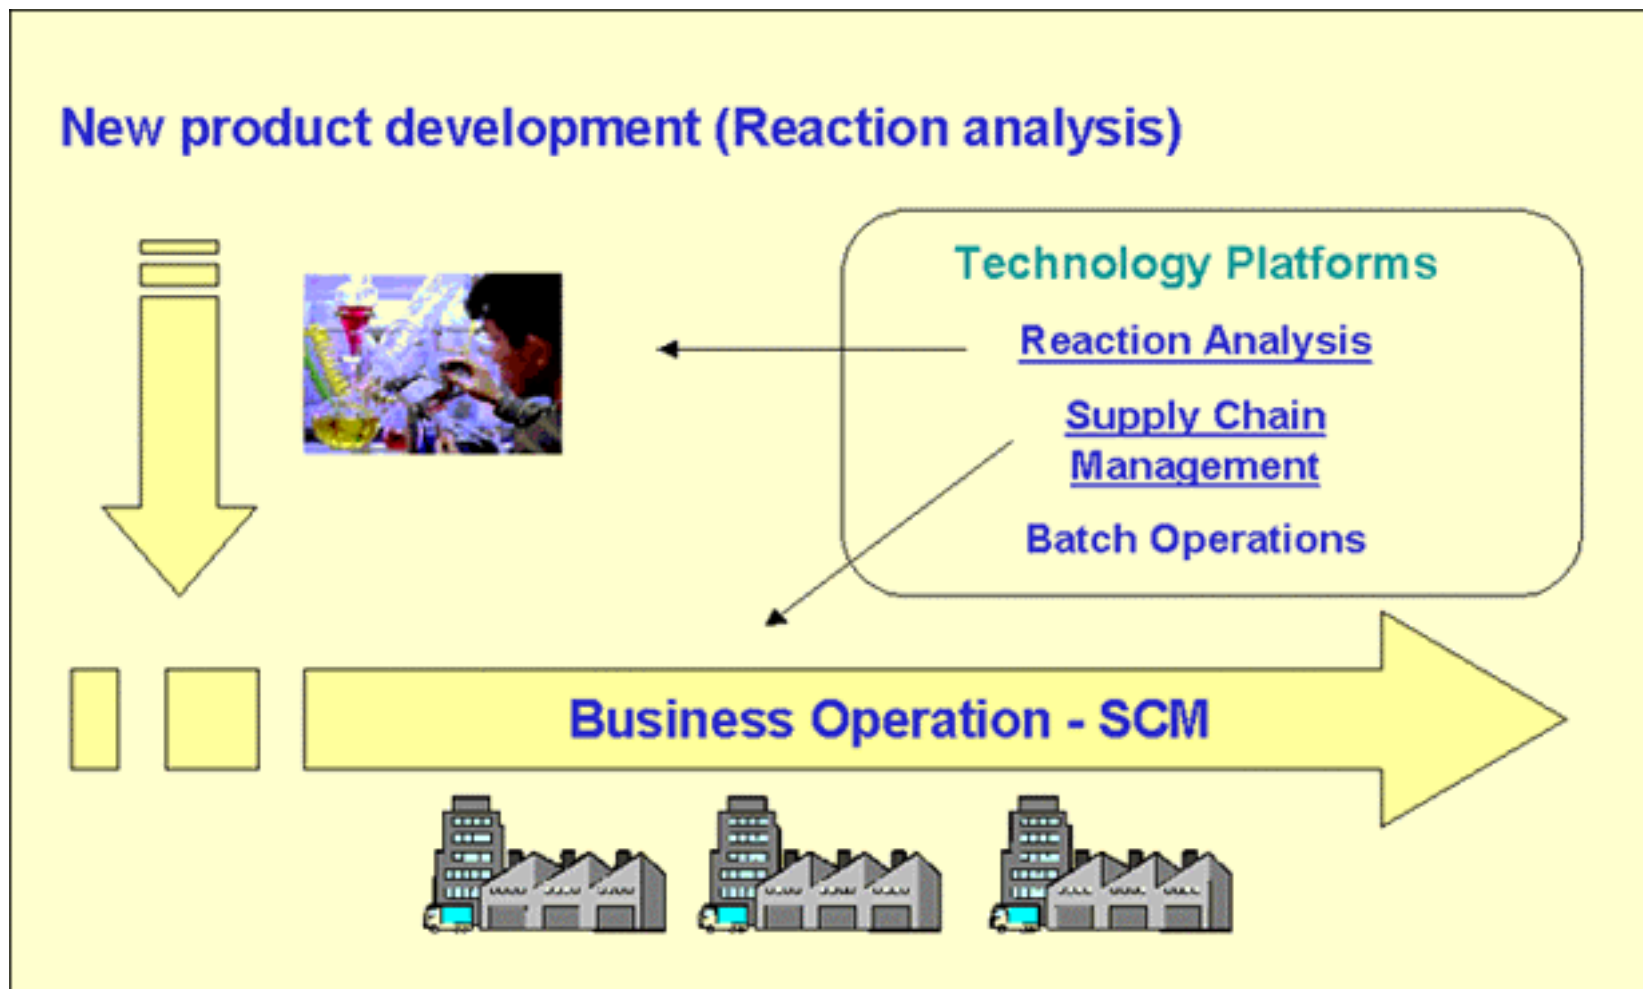 New product development (Reaction analysis)
Technology Platforms
Reaction Analysis
Supply Chain
Management
Batch Operations
Business Operation - SCM